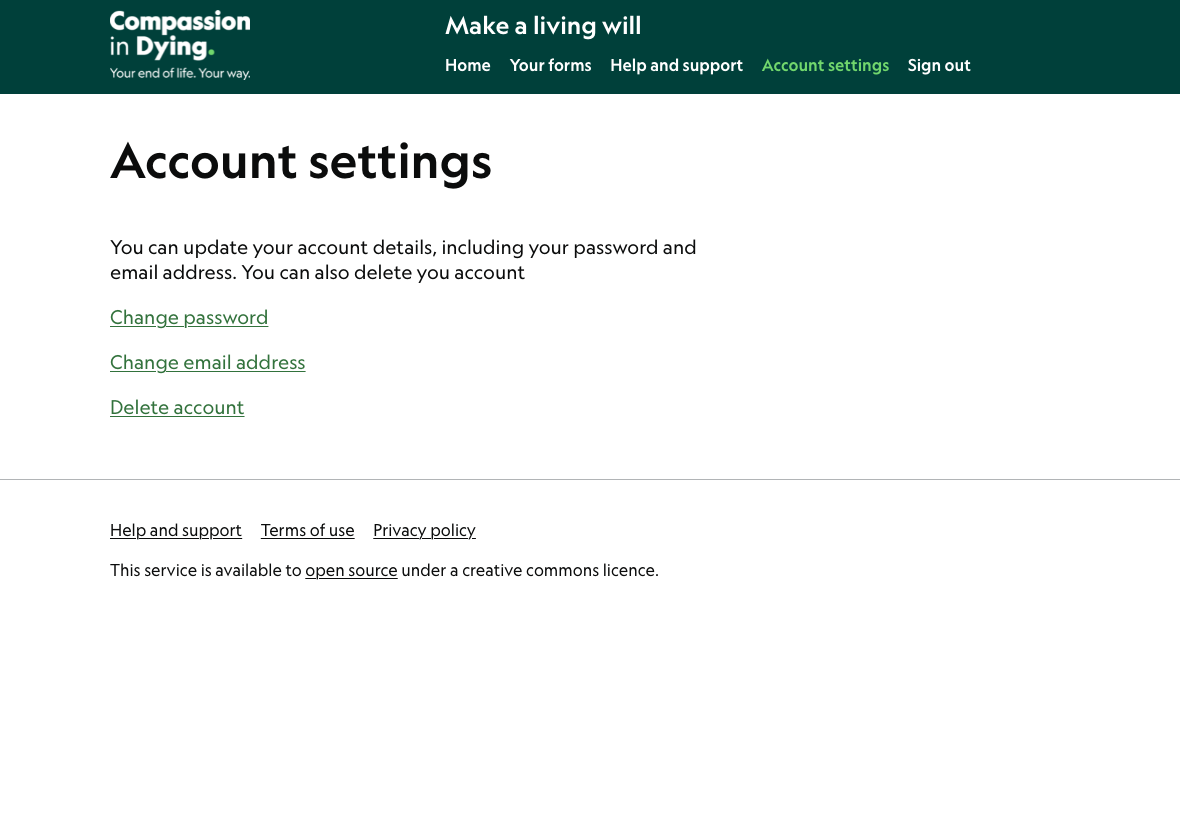 Compassion
in Dying.
Your end of life. Your way.
Make a living will
Home Your forms Help and support Account settings Sign out
Account settings
You can update your account details, including your password and
email address. You can also delete you account
Change password
Change email address
Delete account
Help and support Terms of use Privacy policy
This service is available to open source under a creative commons licence.